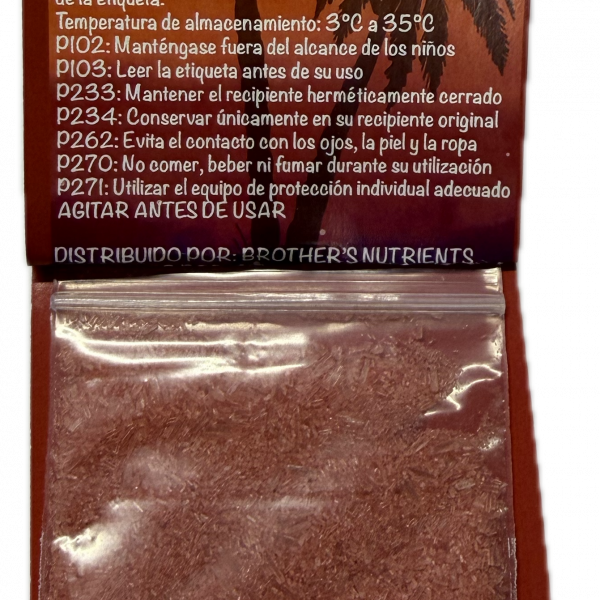 de la etiqueta.
Temperatura de almacenamiento: 3°C a 35°C
P102: Manténgase fuera del alcance de los niños
P103: Leer la etiqueta antes de su uso
P233: Mantener el recipiente herméticamente cerrado
P234: Conservar únicamente en su recipiente original
P262: Evita el contacto con los ojos, la piel y la ropa
P270: No comer, beber ni fumar durante su utilización
P271: Utilizar el equipo de protección individual adecuado
AGITAR ANTES DE USAR
DISTRIBUIDO POR: BROTHER'S NUTRIENTS